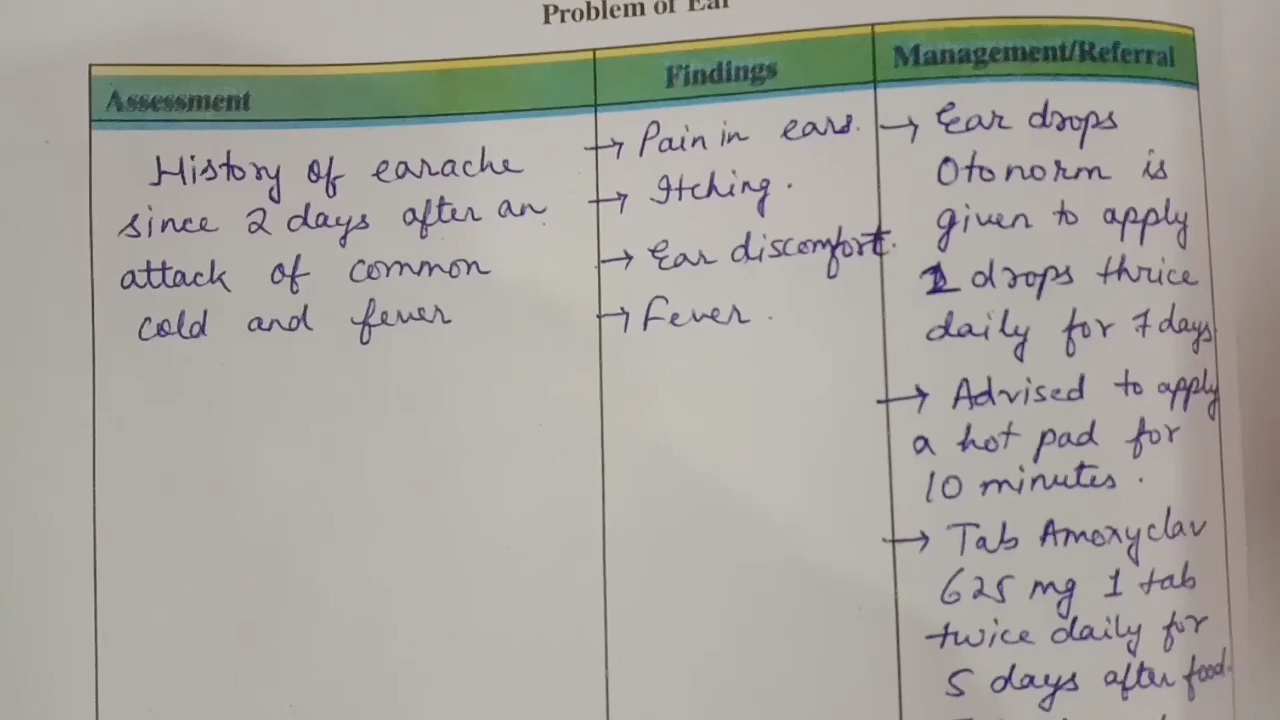 Problem of Ear
Assessment
History of earache
since 2 days after an
attack of common
cold and fever
Findings
→ Pain in ears.
→ Itching.
→ Ear discomfort.
→ Fever.
Management/Referral
→ Ear drops
Otonorm is
given to apply
drops thrice
daily for 7 days
→ Advised to apply
a hot pad for
10 minutes.
→ Tab Amoxyclav
625 mg 1 tab
twice daily for
5 days after food.